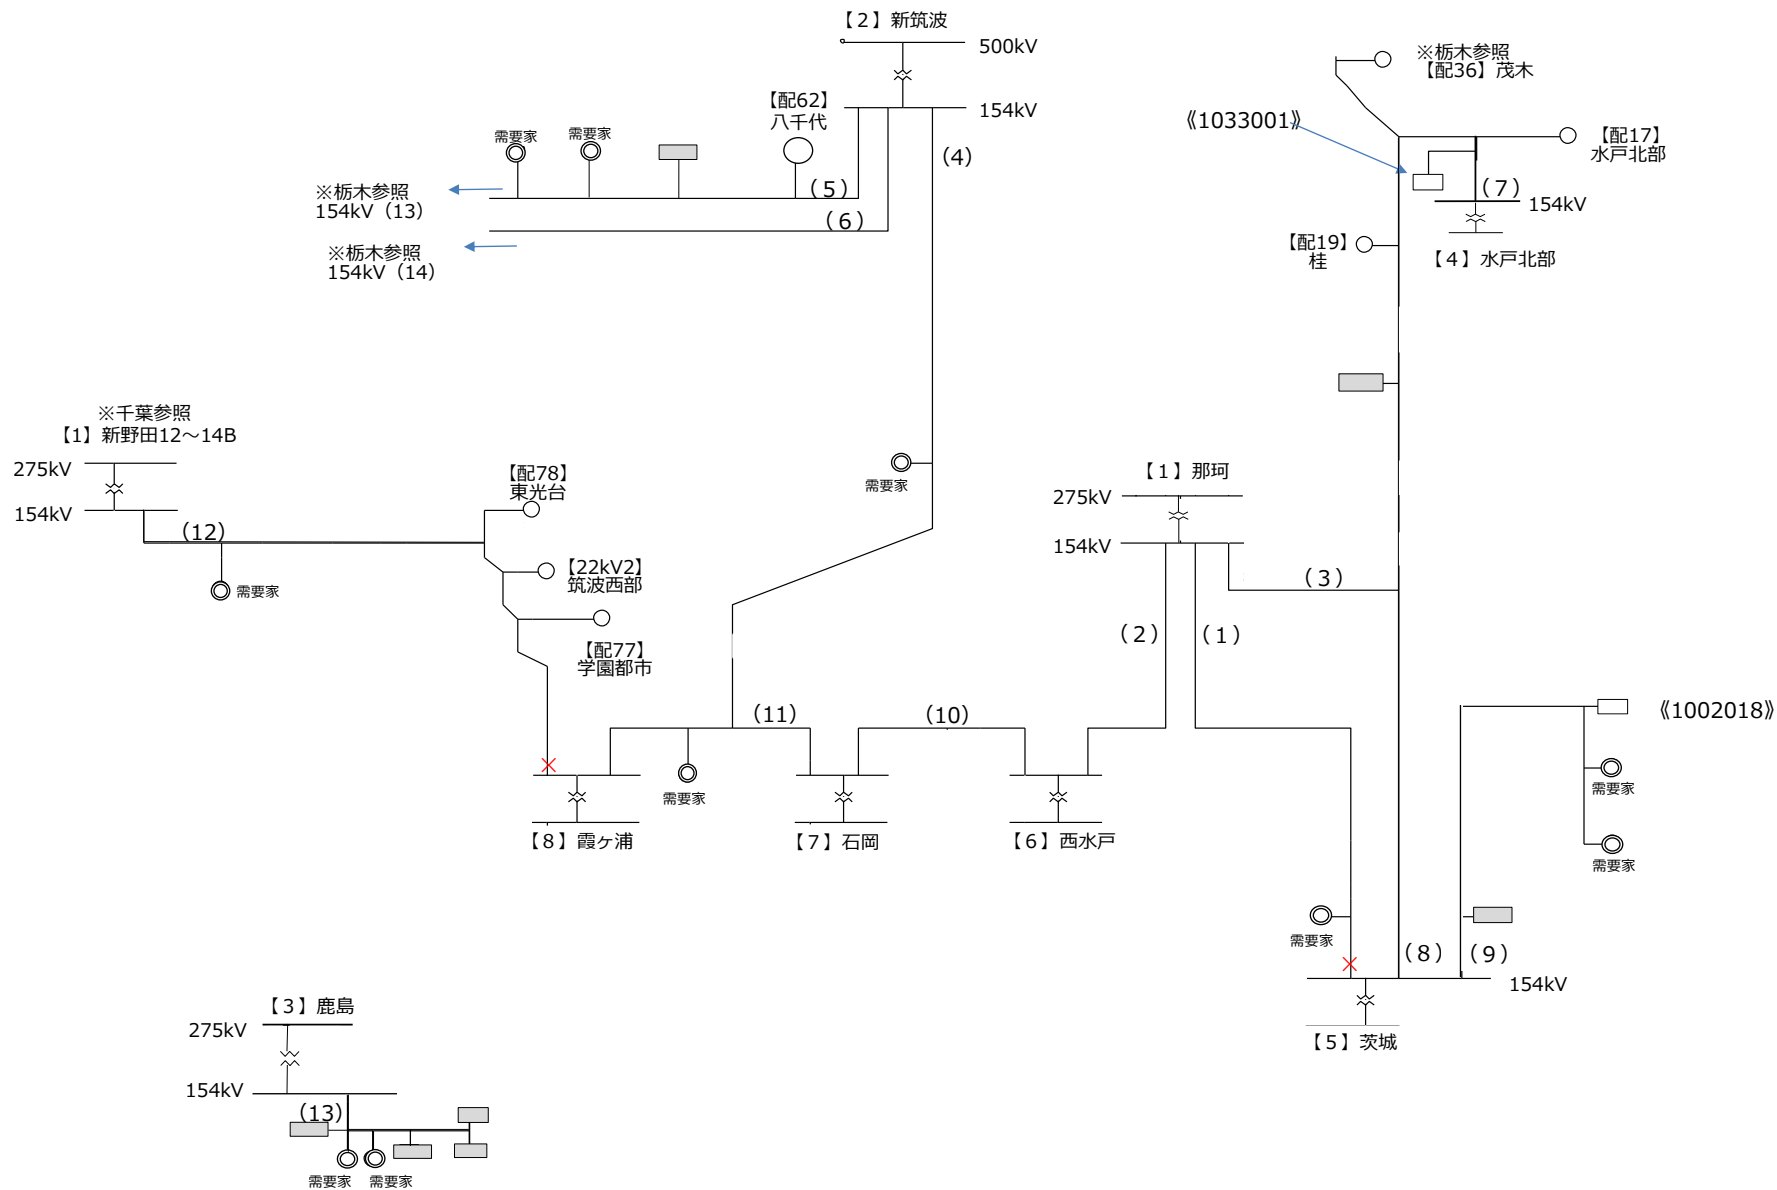 【２】新筑波
500kV
154kV
【配62】
八千代
需要家
需要家
（4）
（5）
（6）
※栃木参照
154kV（13）
※栃木参照
154kV（14）
※栃木参照
【配36】茂木
《1033001》
【配17】
水戸北部
（7）
154kV
【４】水戸北部
【配19】
桂
※千葉参照
【1】新野田12～14B
275kV
154kV
（12）
需要家
【配78】
東光台
【22kV2】
筑波西部
【配77】
学園都市
需要家
【１】那珂
275kV
154kV
（3）
（2）
（1）
（11）
（10）
需要家
【８】霞ヶ浦
【７】石岡
【６】西水戸
《1002018》
需要家
需要家
需要家
（8）
（9）
154kV
【５】茨城
【３】鹿島
275kV
154kV
（13）
需要家
需要家